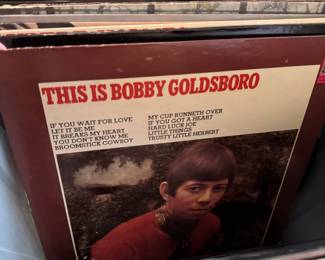 THIS IS BOBBY GOLDSBORO
IF YOU WAIT FOR LOVE
LET IT BE ME
IT BREAKS MY HEART
YOU DON'T KNOW ME
BROOMSTICK COWBOY
MY CUP RUNNETH OVER
IF YOU GOT A HEART
HARD LUCK JOE
LITTLE THINGS
TRUSTY LITTLE HERBERT